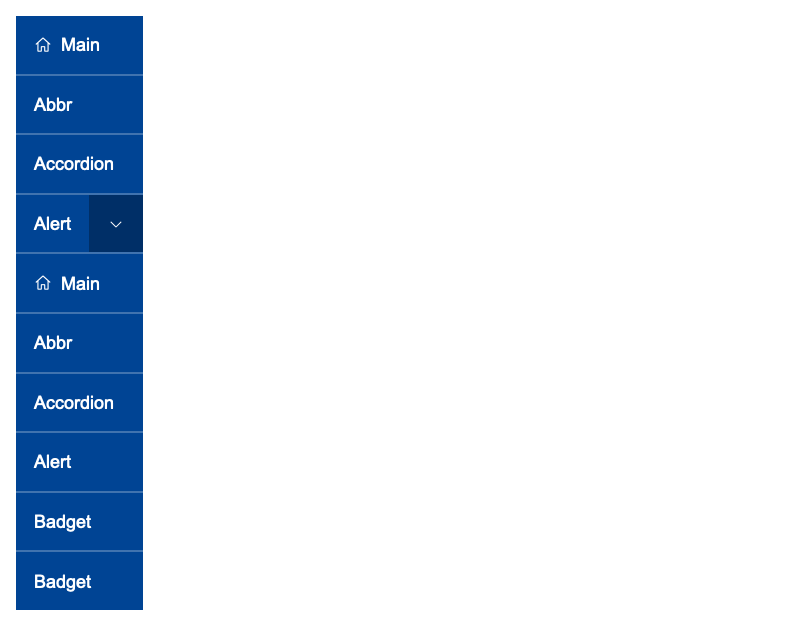 Main
Abbr
Accordion
Alert
Main
Abbr
Accordion
Alert
Badget
Badget